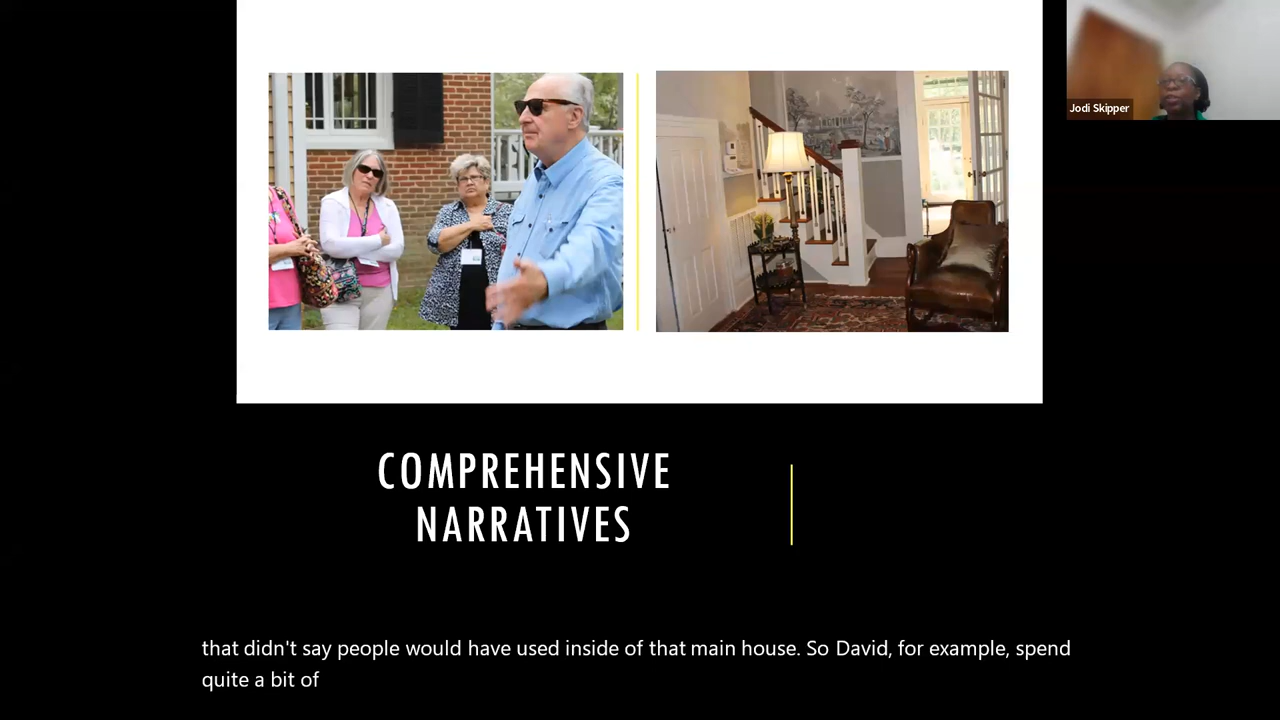 Jodi Skipper
COMPREHENSIVE
NARRATIVES
that didn't say people would have used inside of that main house. So David, for example, spend
quite a bit of